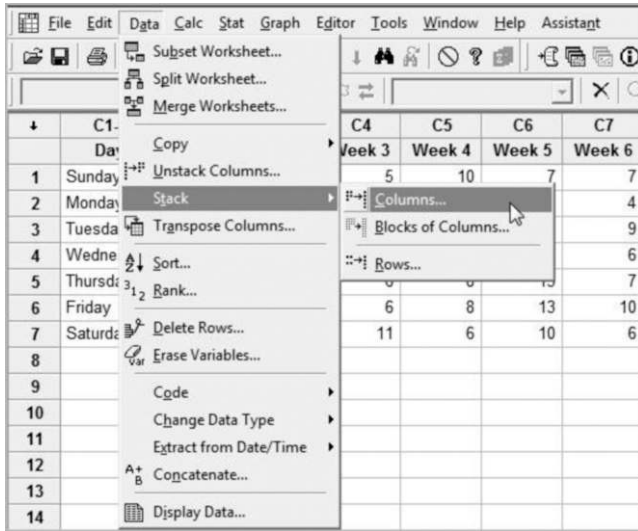 File Edit Data Calc Stat Graph Editor Tools Window Help Assistant
Subset Worksheet...
Split Worksheet...
Merge Worksheets...
Copy
Unstack Columns...
Stack
Transpose Columns...
Sort...
Rank...
Delete Rows...
Erase Variables...
Code
Change Data Type
Extract from Date/Time
Concatenate...
Display Data...
Columns...
Blocks of Columns...
Rows...
C1- C4 C5 C6 C7
Week 3 Week 4 Week 5 Week 6
1 Sunday 5 10 7 7
2 Monday 4
3 Tuesda 9
4 Wedne 6
5 Thursda 7
6 Friday 6 8 13 10
7 Saturda 11 6 10 6
8
9
10
11
12
13
14